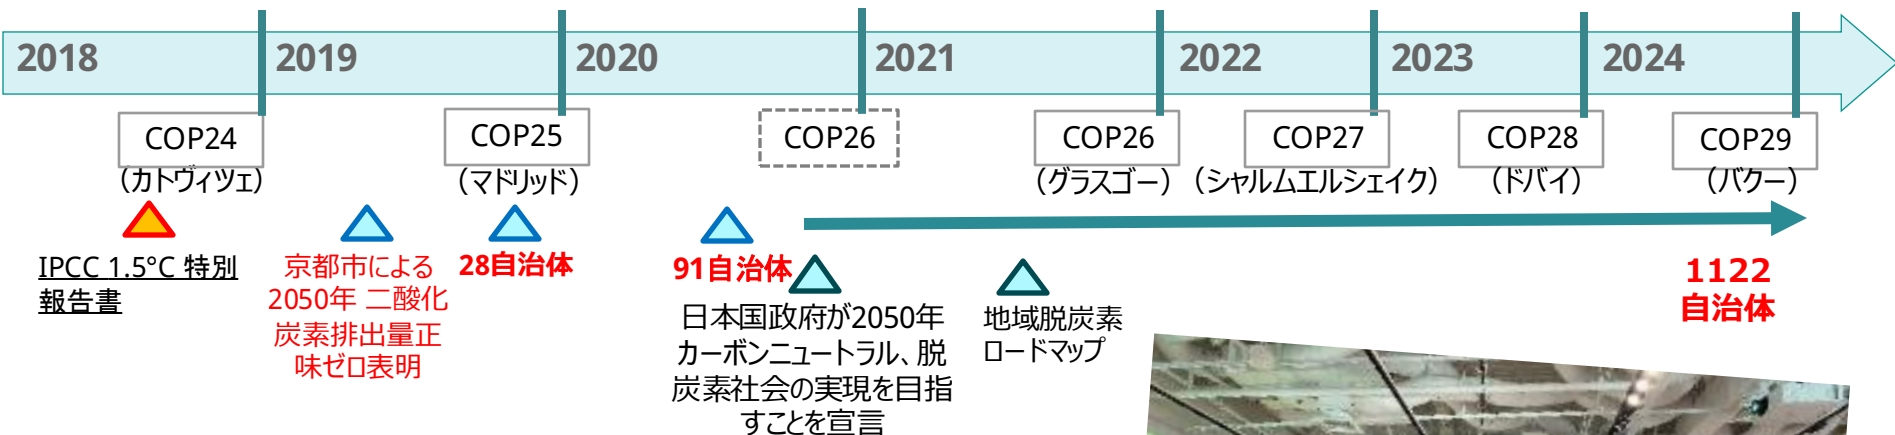 2018
2019
2020
2021
2022
2023
2024
COP24
(カトヴィツェ)
COP25
(マドリッド)
COP26
COP26
(グラスゴー)
COP27
(シャルムエルシェイク)
COP28
(ドバイ)
COP29
(バクー)
IPCC 1.5°C 特別
報告書
京都市による
2050年 二酸化
炭素排出量正
味ゼロ表明
28自治体
91自治体
日本国政府が2050年
カーボンニュートラル、脱
炭素社会の実現を目指
すことを宣言
地域脱炭素
ロードマップ
1122
自治体